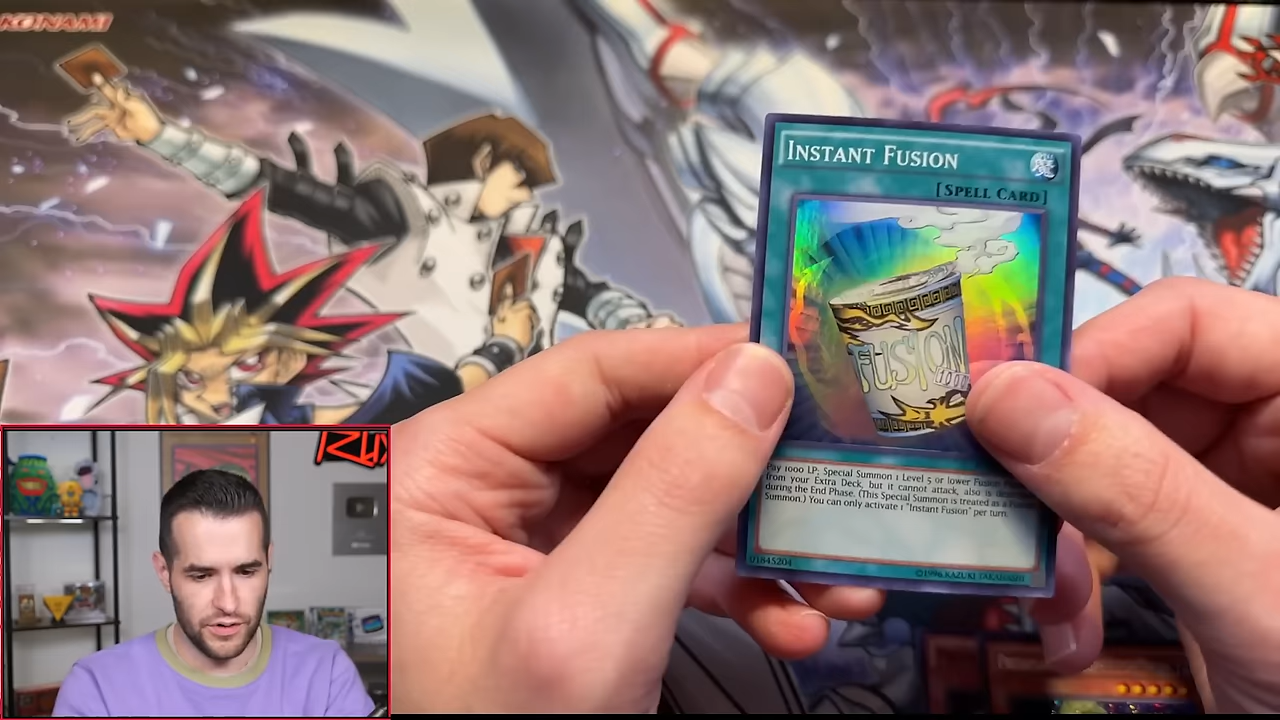 KONAMI
INSTANT FUSION
[SPELL CARD]
FUSION
1000
Pay 1000 LP; Special Summon 1 Level 5 or lower Fusion
from your Extra Deck, but it cannot attack, also is
during the End Phase. (This Special Summon is treated as a Fusion
Summon.) You can only activate 1 "Instant Fusion" per turn.
01845204
©1996 KAZUKI TAKAHASHI